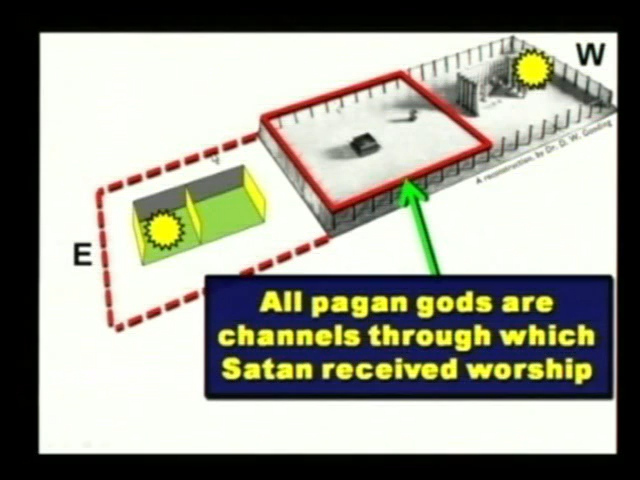 W
A reconstruction, by Dr. D. W. Gooding
E
All pagan gods are
channels through which
Satan received worship